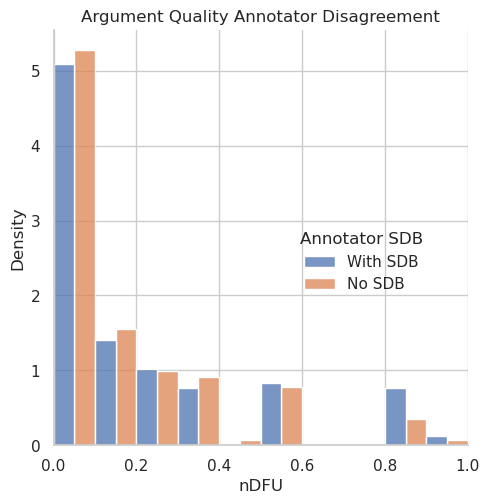 Argument Quality Annotator Disagreement
Density
5
4
3
2
1
0
Annotator SDB
With SDB
No SDB
0.0 0.2 0.4 0.6 0.8 1.0
nDFU